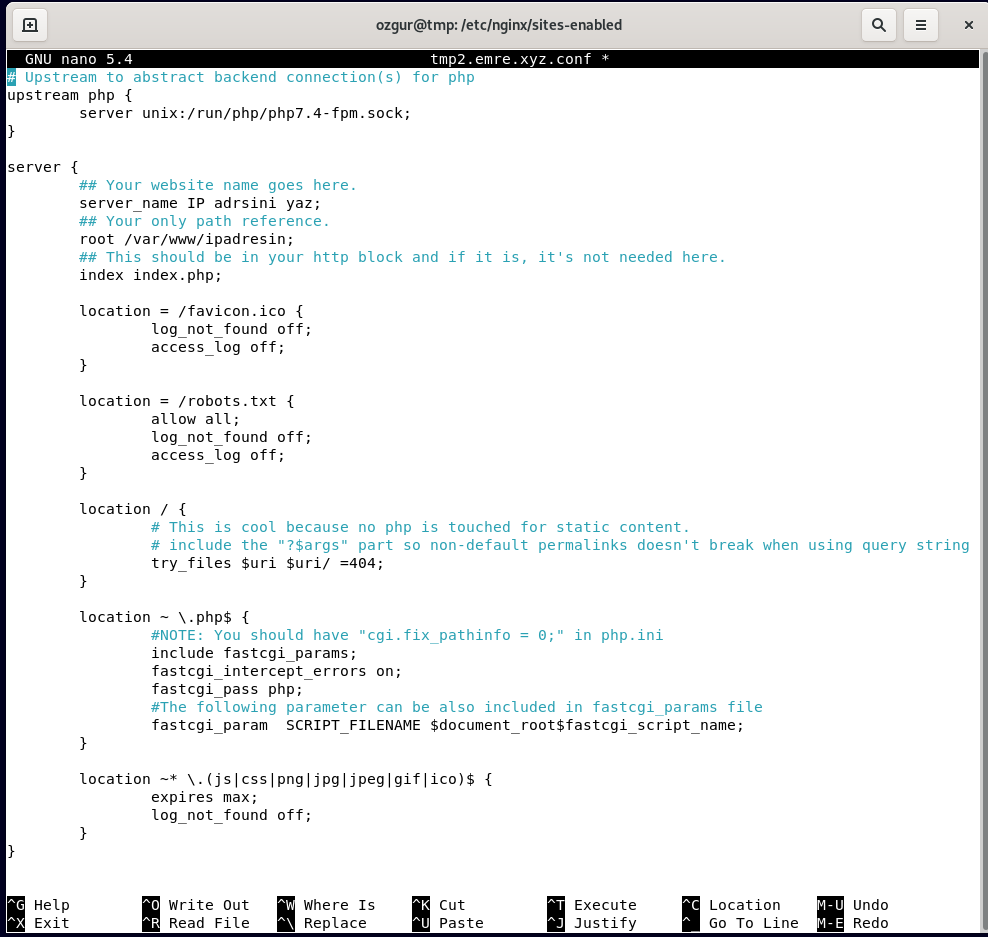 ozgur@tmp: /etc/nginx/sites-enabled
GNU nano 5.4 tmp2.emre.xyz.conf *
# Upstream to abstract backend connection(s) for php
upstream php {
        server unix:/run/php/php7.4-fpm.sock;
}

server {
        ## Your website name goes here.
        server_name IP adrsini yaz;
        ## Your only path reference.
        root /var/www/ipadresin;
        ## This should be in your http block and if it is, it's not needed here.
        index index.php;

        location = /favicon.ico {
                log_not_found off;
                access_log off;
        }

        location = /robots.txt {
                allow all;
                log_not_found off;
                access_log off;
        }

        location / {
                # This is cool because no php is touched for static content.
                # include the "?$args" part so non-default permalinks doesn't break when using query string
                try_files $uri $uri/ =404;
        }

        location ~ \.php$ {
                #NOTE: You should have "cgi.fix_pathinfo = 0;" in php.ini
                include fastcgi_params;
                fastcgi_intercept_errors on;
                fastcgi_pass php;
                #The following parameter can be also included in fastcgi_params file
                fastcgi_param  SCRIPT_FILENAME $document_root$fastcgi_script_name;
        }

        location ~* \.(js|css|png|jpg|jpeg|gif|ico)$ {
                expires max;
                log_not_found off;
        }
}

^G Help ^O Write Out ^W Where Is ^K Cut ^T Execute ^C Location M-U Undo
^X Exit ^R Read File ^\ Replace ^U Paste ^J Justify ^_ Go To Line M-E Redo